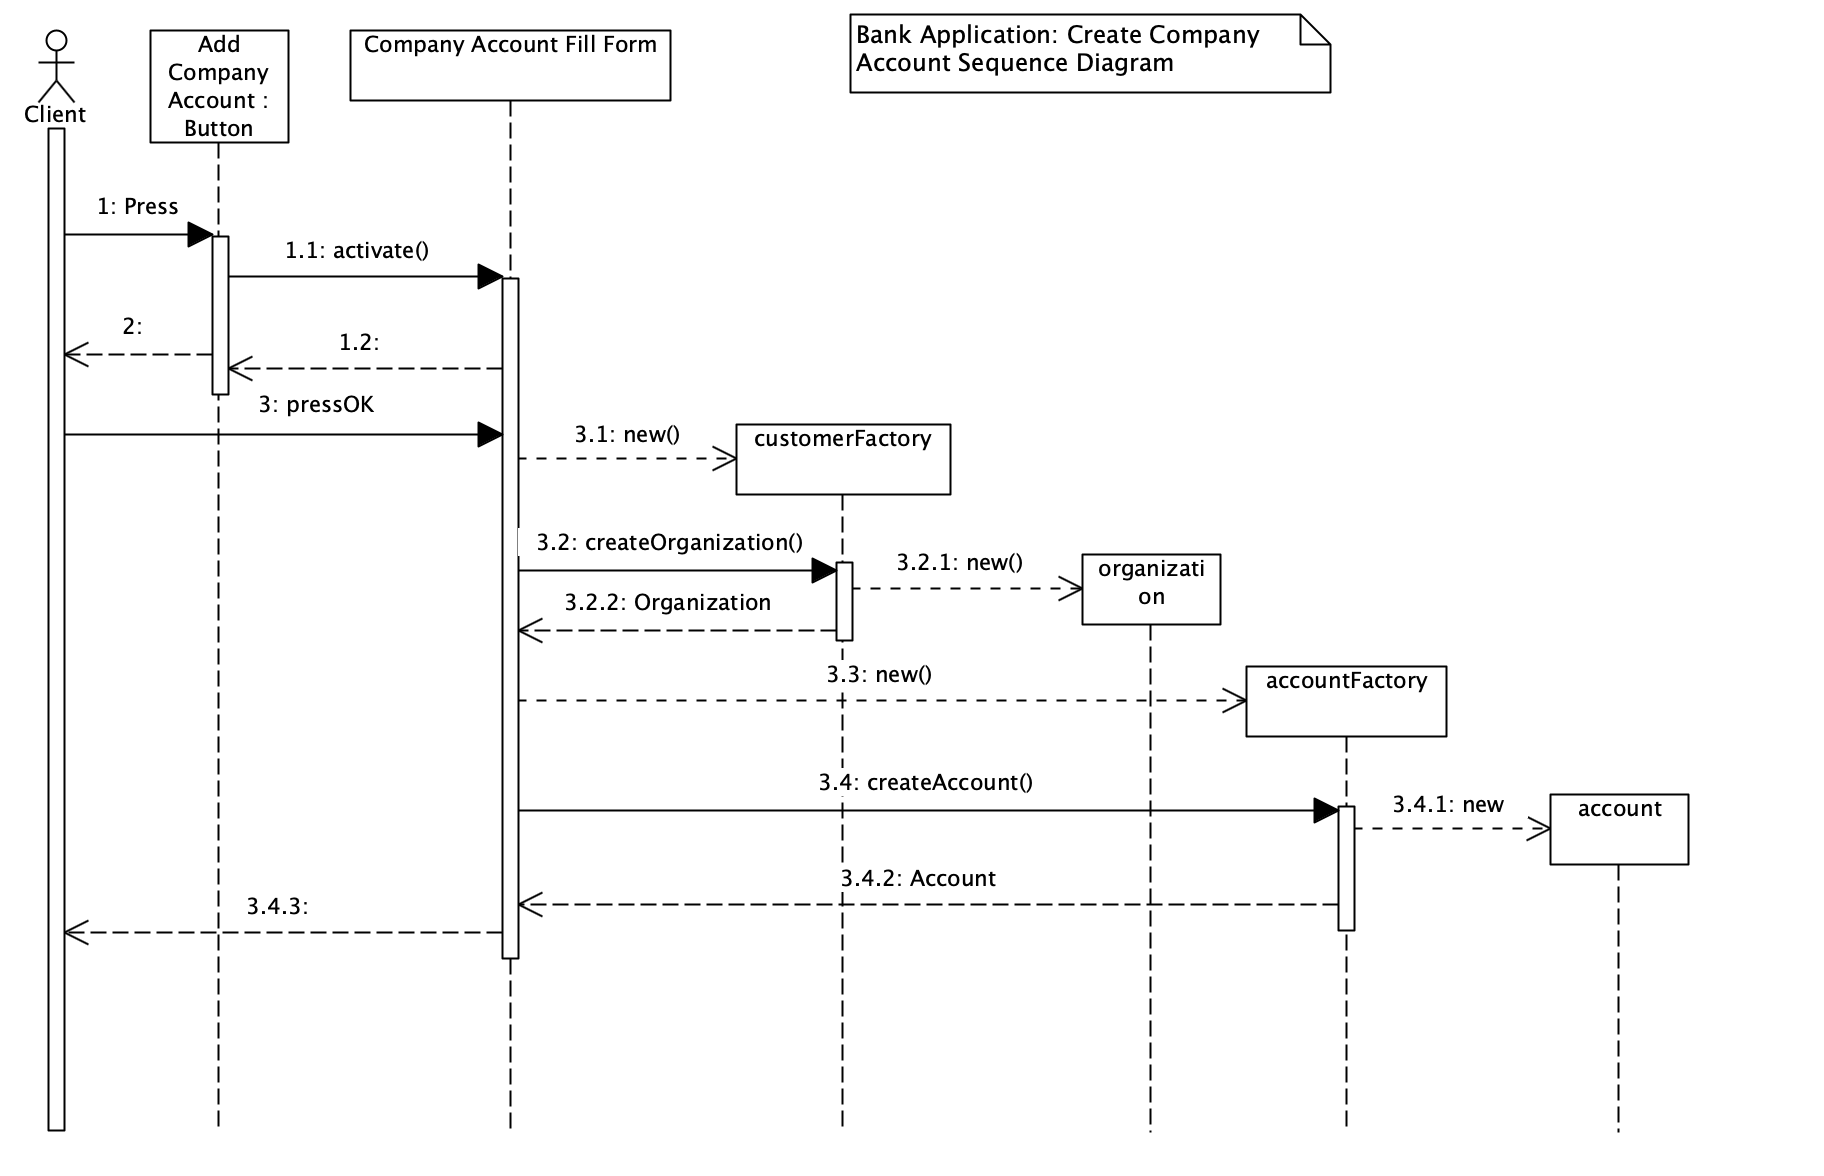 Client
Add
Company
Account :
Button
Company Account Fill Form
Bank Application: Create Company
Account Sequence Diagram
1: Press
1.1: activate()
2:
1.2:
3: pressOK
3.1: new()
customerFactory
3.2: createOrganization()
3.2.1: new()
organizati
on
3.2.2: Organization
3.3: new()
accountFactory
3.4: createAccount()
3.4.1: new
account
3.4.2: Account
3.4.3: